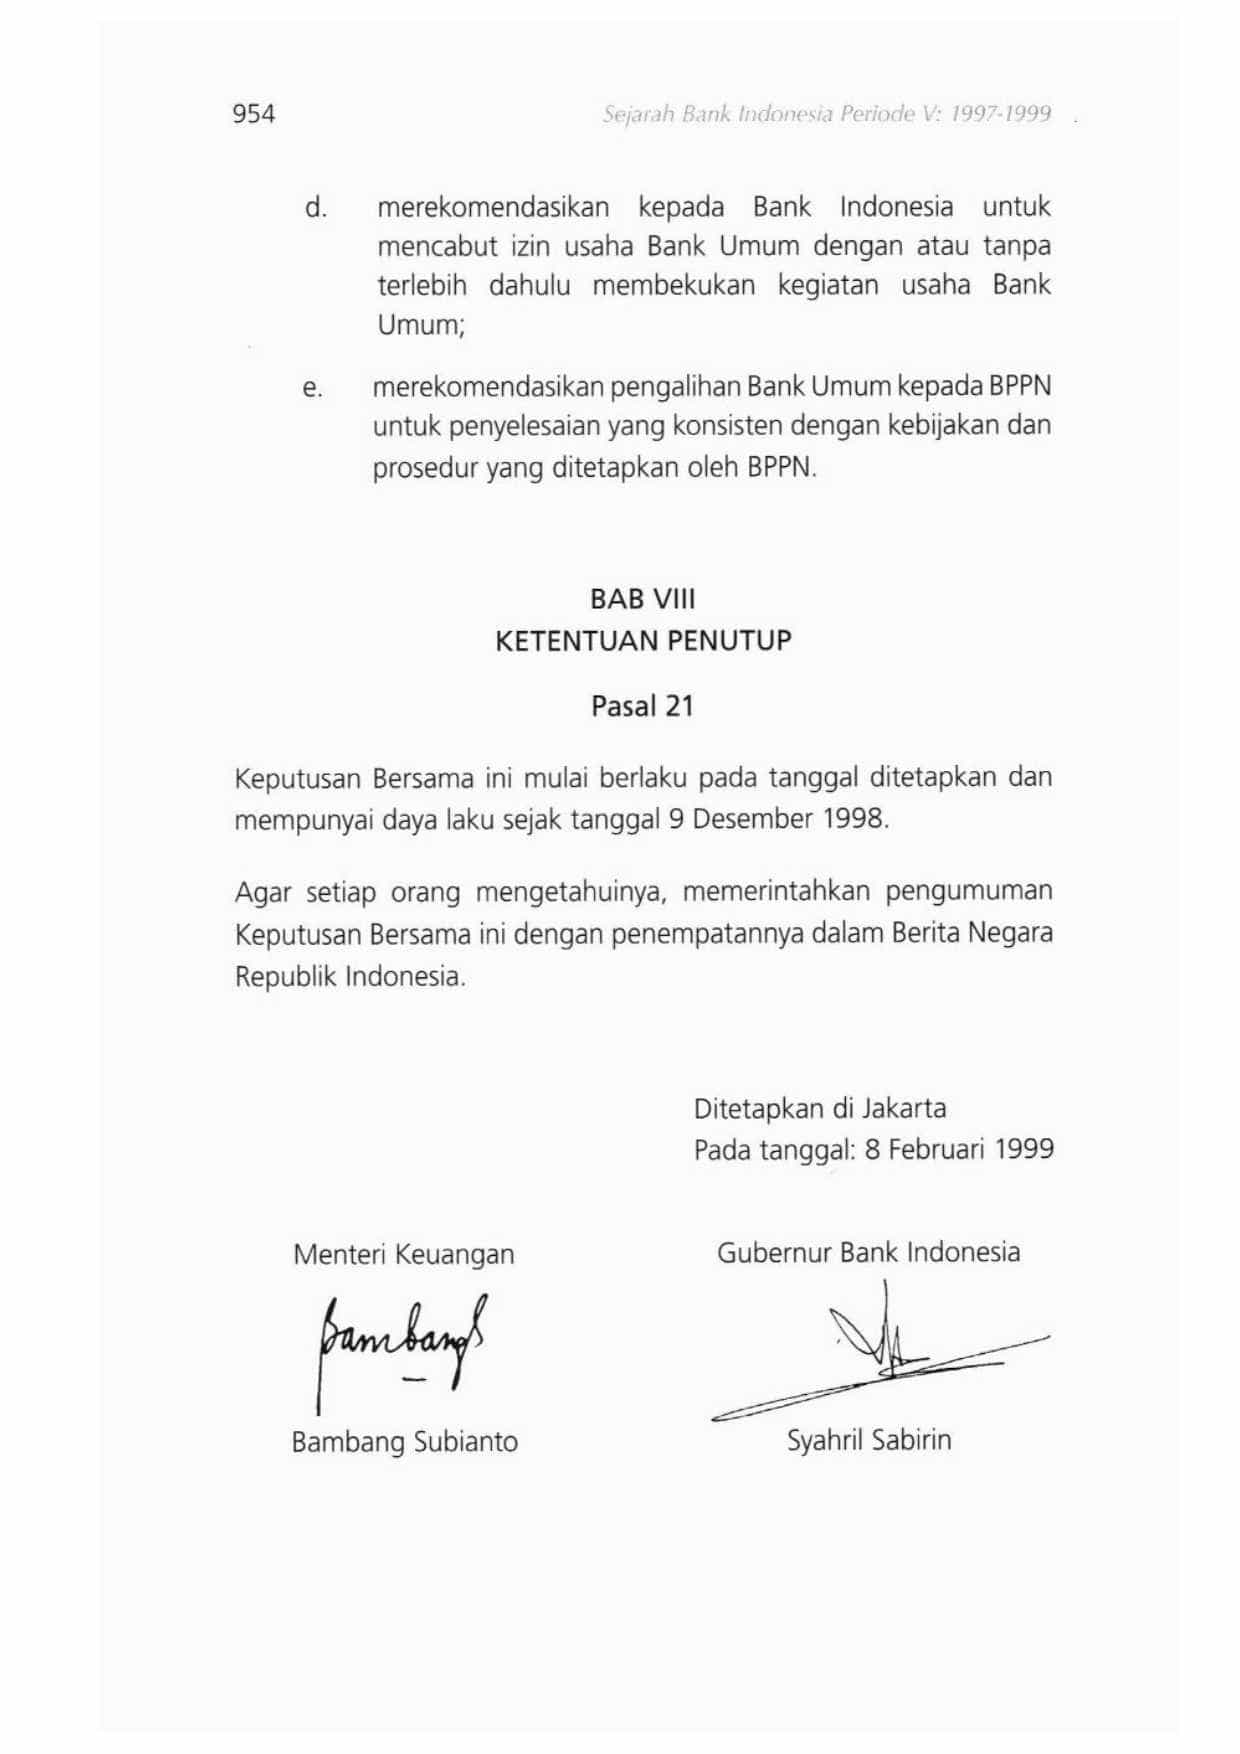 954 Sejarah Bank Indonesia Periode V: 1997-1999
d. merekomendasikan kepada Bank Indonesia untuk
mencabut izin usaha Bank Umum dengan atau tanpa
terlebih dahulu membekukan kegiatan usaha Bank
Umum;
e. merekomendasikan pengalihan Bank Umum kepada BPPN
untuk penyelesaian yang konsisten dengan kebijakan dan
prosedur yang ditetapkan oleh BPPN.
BAB VIII
KETENTUAN PENUTUP
Pasal 21
Keputusan Bersama ini mulai berlaku pada tanggal ditetapkan dan
mempunyai daya laku sejak tanggal 9 Desember 1998.
Agar setiap orang mengetahuinya, memerintahkan pengumuman
Keputusan Bersama ini dengan penempatannya dalam Berita Negara
Republik Indonesia.
Ditetapkan di Jakarta
Pada tanggal: 8 Februari 1999
Menteri Keuangan Gubernur Bank Indonesia
BambangS
Bambang Subianto Syahril Sabirin